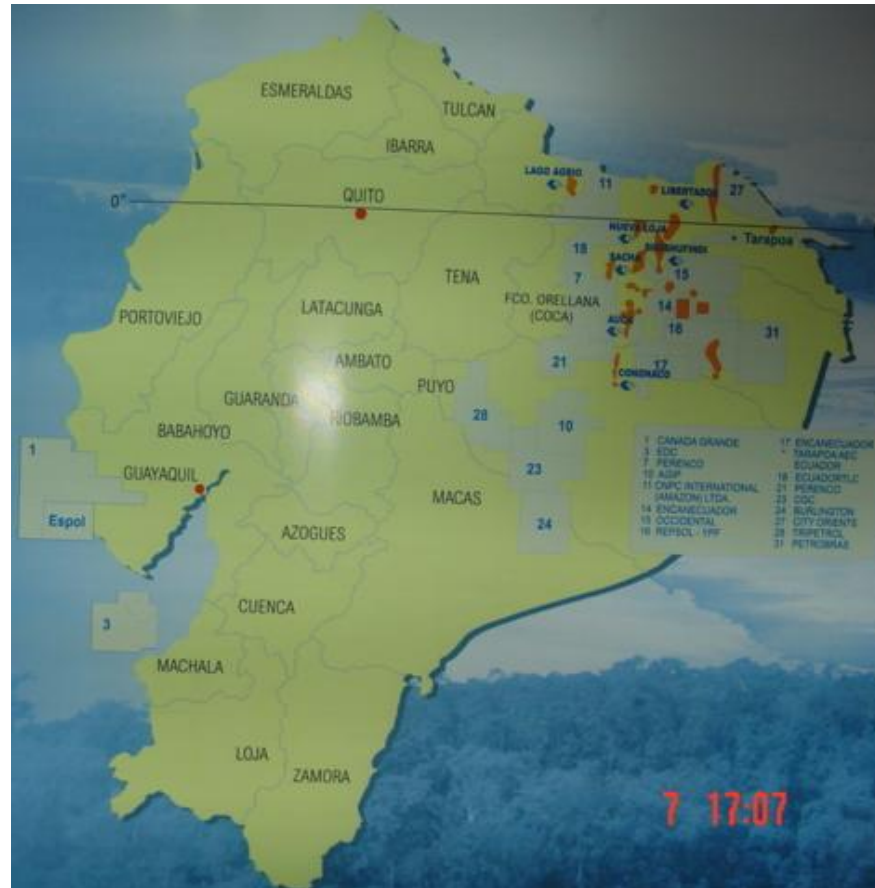 ESMERALDAS
TULCAN
IBARRA
LAGO AGRIO
11
LIBERTADOR
27
0°
QUITO
NUEVA LOJA
Tarapoa
18
SHUSHUFINDI
SACHA
15
7
TENA
FCO. ORELLANA
(COCA)
LATACUNGA
PORTOVIEJO
14
AUCA
16
31
AMBATO
21
17
PUYO
CONONACO
GUARANDA
28
RIOBAMBA
10
BABAHOYO
1
GUAYAQUIL
23
MACAS
Espol
24
AZOGUES
CUENCA
3
MACHALA
LOJA
ZAMORA
1 CANADA GRANDE
3 EDC
7 PERENCO
10 AGIP
11 CNPC INTERNATIONAL
(AMAZON) LTDA.
14 ENCANECUADOR
15 OCCIDENTAL
16 REPSOL - YPF
17 ENCANECUADOR
* TARAPOA AEC
ECUADOR
18 ECUADORTLC
21 PERENCO
23 CGC
24 BURLINGTON
27 CITY ORIENTE
28 TRIPETROL
31 PETROBRAS
7 17:07